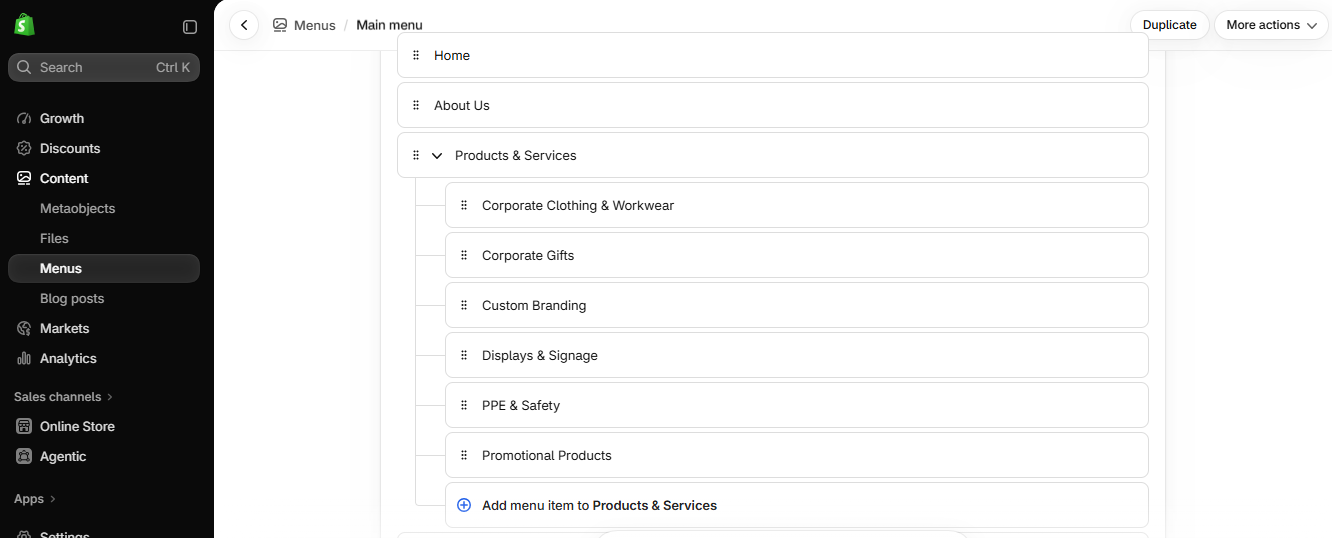 Menus / Main menu
Duplicate
More actions
Search Ctrl K
Growth
Discounts
Content
Metaobjects
Files
Menus
Blog posts
Markets
Analytics
Sales channels
Online Store
Agentic
Apps
Settings
Home
About Us
Products & Services
Corporate Clothing & Workwear
Corporate Gifts
Custom Branding
Displays & Signage
PPE & Safety
Promotional Products
Add menu item to Products & Services